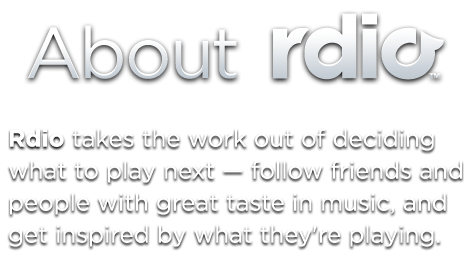 About rdio™
Rdio takes the work out of deciding
what to play next — follow friends and
people with great taste in music, and
get inspired by what they're playing.